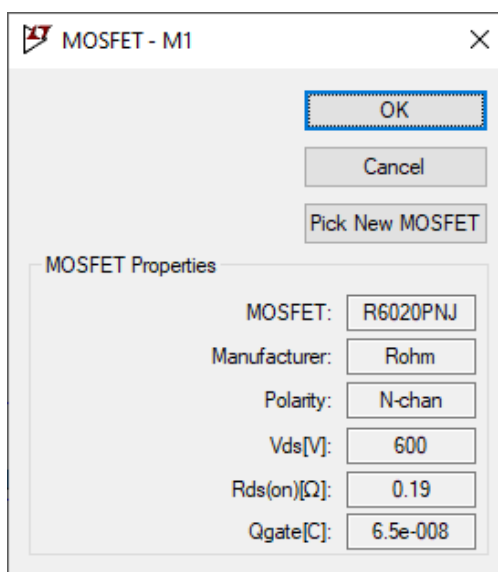 MOSFET - M1
OK
Cancel
Pick New MOSFET
MOSFET Properties
MOSFET: R6020PNJ
Manufacturer: Rohm
Polarity: N-chan
Vds[V]: 600
Rds(on)[Ω]: 0.19
Qgate[C]: 6.5e-008